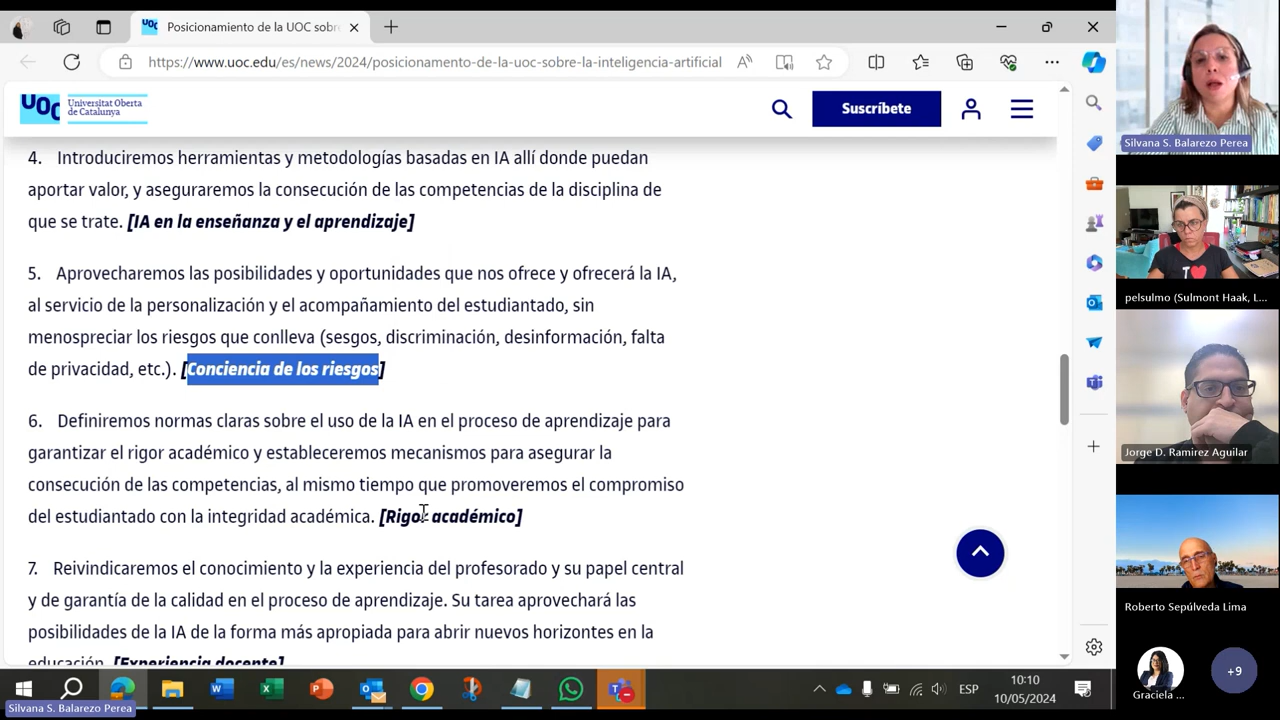 Posicionamiento de la UOC sobr
https://www.uoc.edu/es/news/2024/posicionamento-de-la-uoc-sobre-la-inteligencia-artificial
UOC Universitat Oberta
de Catalunya
Suscríbete
4. Introduciremos herramientas y metodologías basadas en IA allí donde puedan
aportar valor, y aseguraremos la consecución de las competencias de la disciplina de
que se trate. [IA en la enseñanza y el aprendizaje]
5. Aprovecharemos las posibilidades y oportunidades que nos ofrece y ofrecerá la IA,
al servicio de la personalización y el acompañamiento del estudiantado, sin
menospreciar los riesgos que conlleva (sesgos, discriminación, desinformación, falta
de privacidad, etc.). [Conciencia de los riesgos]
6. Definiremos normas claras sobre el uso de la IA en el proceso de aprendizaje para
garantizar el rigor académico y estableceremos mecanismos para asegurar la
consecución de las competencias, al mismo tiempo que promoveremos el compromiso
del estudiantado con la integridad académica. [Rigor académico]
7. Reivindicaremos el conocimiento y la experiencia del profesorado y su papel central
y de garantía de la calidad en el proceso de aprendizaje. Su tarea aprovechará las
posibilidades de la IA de la forma más apropiada para abrir nuevos horizontes en la
educación. [Experiencia docente]
ESP
10:10
10/05/2024
Silvana S. Balarezo Perea
Silvana S. Balarezo Perea
pelsulmo (Sulmont Haak, L...
Jorge D. Ramirez Aguilar
Roberto Sepúlveda Lima
Graciela ...
+9